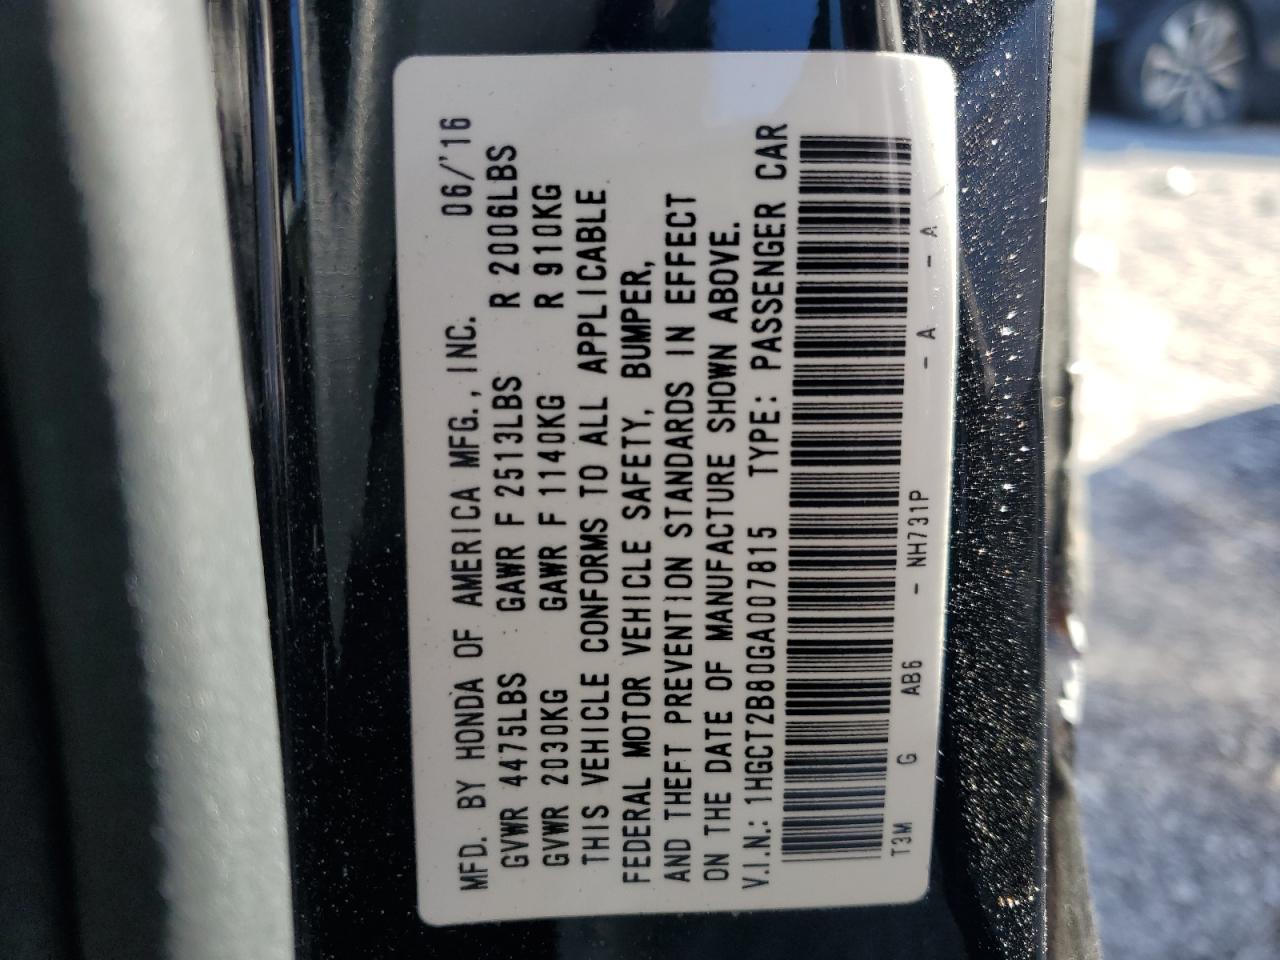 MFD. BY HONDA OF AMERICA MFG., INC. 06/'16
GVWR 4475LBS GAWR F 2513LBS R 2006LBS
GVWR 2030KG GAWR F 1140KG R 910KG
THIS VEHICLE CONFORMS TO ALL APPLICABLE
FEDERAL MOTOR VEHICLE SAFETY, BUMPER,
AND THEFT PREVENTION STANDARDS IN EFFECT
ON THE DATE OF MANUFACTURE SHOWN ABOVE.
V.I.N.: 1HGCT2B80GA007815 TYPE: PASSENGER CAR
T3M G AB6 - NH731P - A - A